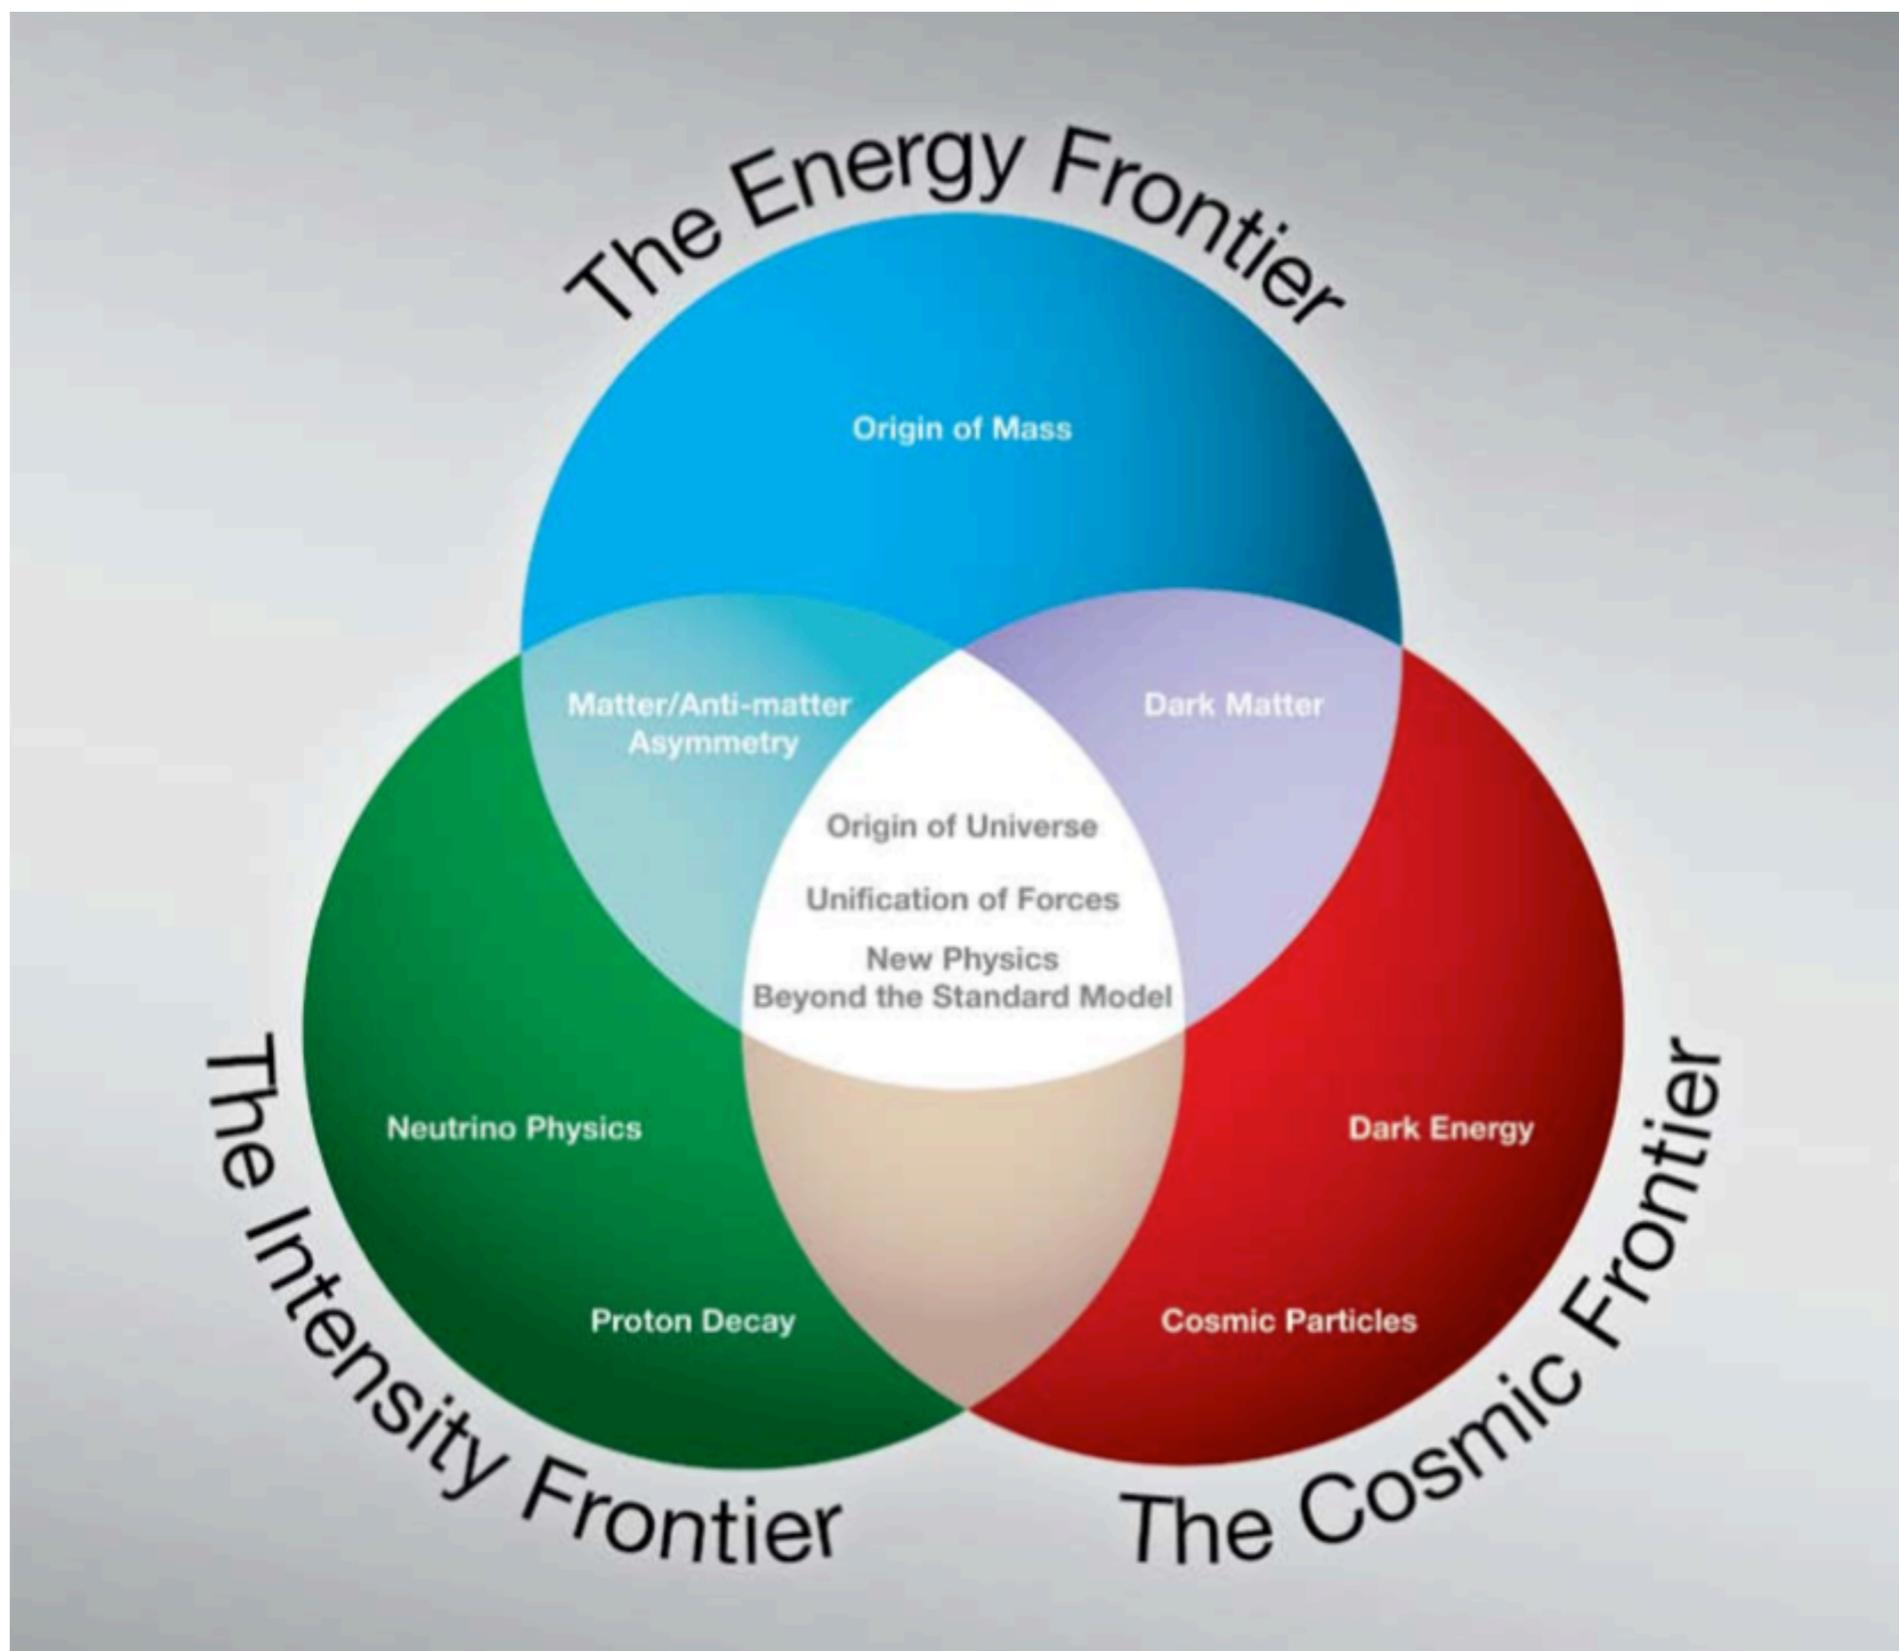 The Energy Frontier
Origin of Mass
Matter/Anti-matter
Asymmetry
Dark Matter
Origin of Universe
Unification of Forces
New Physics
Beyond the Standard Model
Neutrino Physics
Dark Energy
Proton Decay
Cosmic Particles
The Intensity Frontier
The Cosmic Frontier